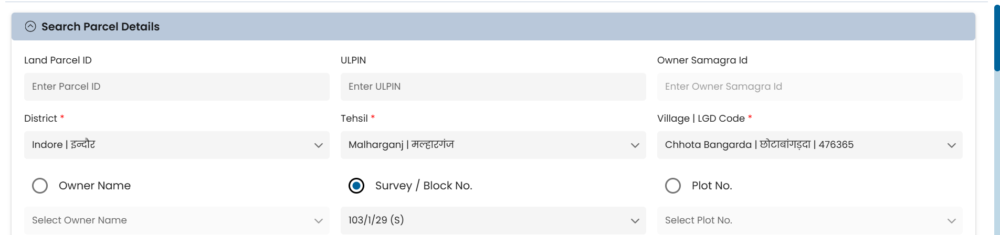 Search Parcel Details
Land Parcel ID
ULPIN
Owner Samagra Id
Enter Parcel ID
Enter ULPIN
Enter Owner Samagra Id
District *
Tehsil *
Village | LGD Code *
Indore | इन्दौर
Malharganj | मल्हारगंज
Chhota Bangarda | छोटाबांगड़दा | 476365
Owner Name
Survey / Block No.
Plot No.
Select Owner Name
103/1/29 (S)
Select Plot No.